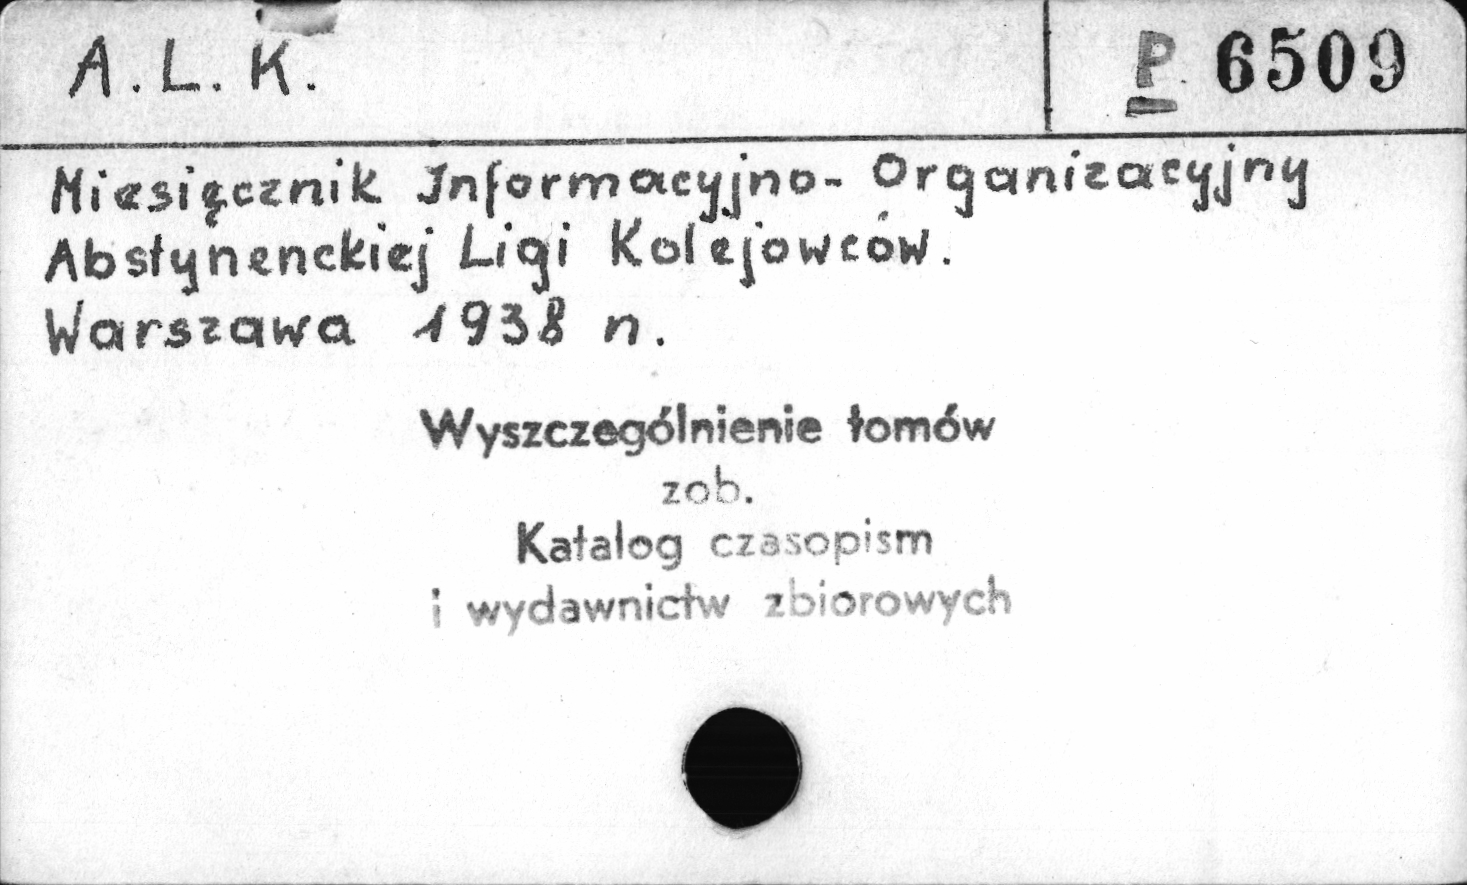 A. L. K.
P 6509
Miesięcznik Informacyjno- Organizacyjny
Abstynenckiej Ligi Kolejowców.
Warszawa 1938 n.
Wyszczególnienie tomów
zob.
Katalog czasopism
i wydawnictw zbiorowych